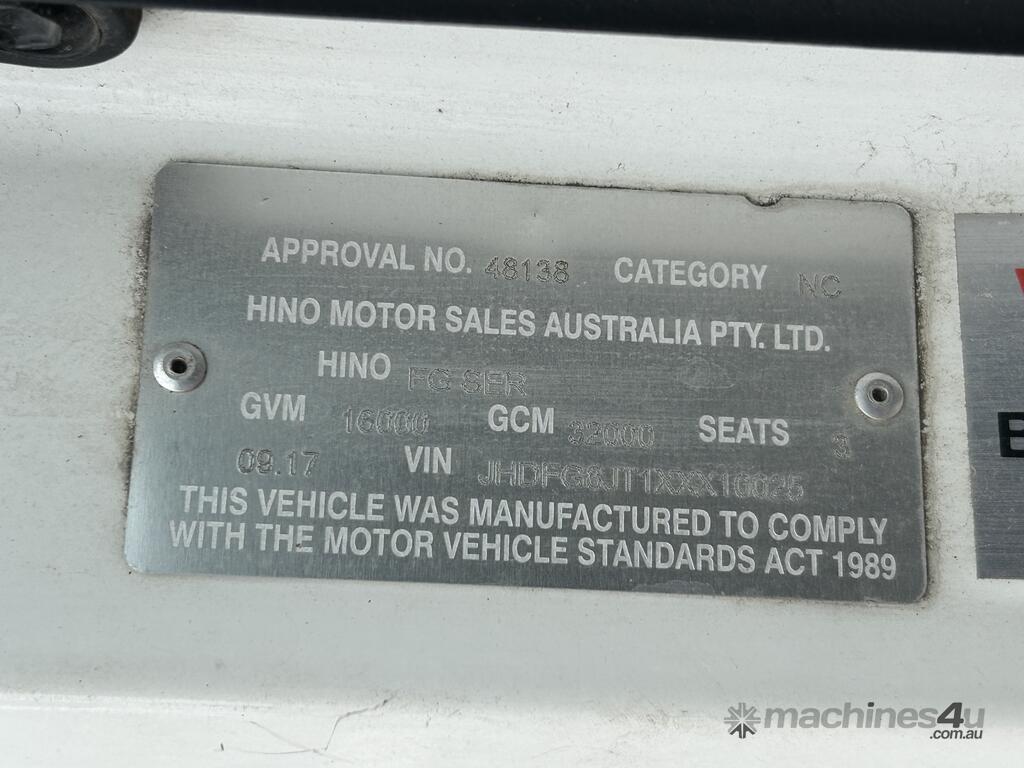 APPROVAL NO. 48138 CATEGORY NC
HINO MOTOR SALES AUSTRALIA PTY. LTD.
HINO FG SER
GVM 16000 GCM 32000 SEATS 3
09.17 VIN JHDFG8JT1XXX10025
THIS VEHICLE WAS MANUFACTURED TO COMPLY
WITH THE MOTOR VEHICLE STANDARDS ACT 1989
machines4u
.com.au